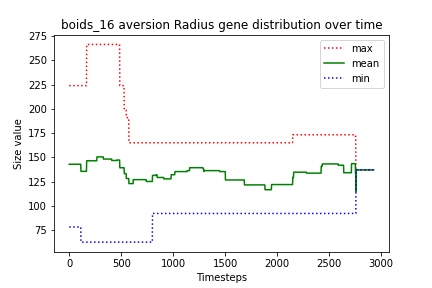 boids_16 aversion Radius gene distribution over time
275
250
225
200
175
150
125
100
75
Size value
max
mean
min
0
500
1000
1500
2000
2500
3000
Timesteps